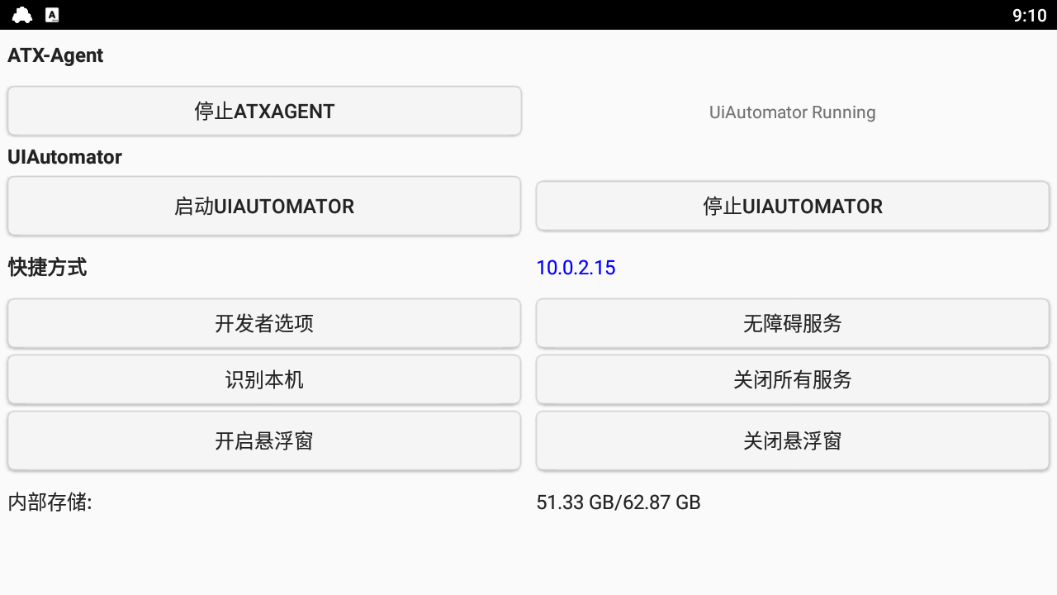 9:10
ATX-Agent
停止ATXAGENT
UiAutomator Running
UIAutomator
启动UIAUTOMATOR
停止UIAUTOMATOR
快捷方式
10.0.2.15
开发者选项
无障碍服务
识别本机
关闭所有服务
开启悬浮窗
关闭悬浮窗
内部存储:
51.33 GB/62.87 GB